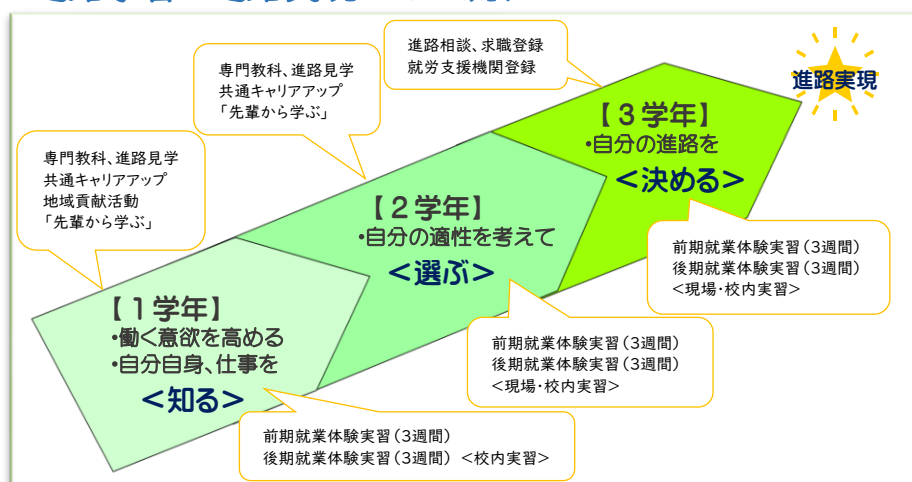 進路相談、求職登録
就労支援機関登録
進路実現
専門教科、進路見学
共通キャリアアップ
「先輩から学ぶ」
【3学年】
・自分の進路を
<決める>
専門教科、進路見学
共通キャリアアップ
地域貢献活動
「先輩から学ぶ」
【2学年】
・自分の適性を考えて
<選ぶ>
前期就業体験実習(3週間)
後期就業体験実習(3週間)
<現場・校内実習>
【1学年】
・働く意欲を高める
・自分自身、仕事を
<知る>
前期就業体験実習(3週間)
後期就業体験実習(3週間)
<現場・校内実習>
前期就業体験実習(3週間)
後期就業体験実習(3週間) <校内実習>